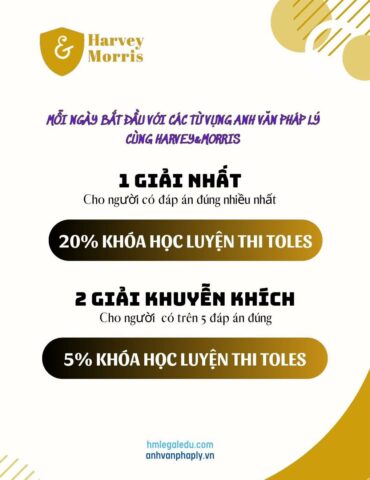 &
Harvey
Morris
MỖI NGÀY BẮT ĐẦU VỚI CÁC TỪ VỰNG ANH VĂN PHÁP LÝ
CÙNG HARVEY&MORRIS
1 GIẢI NHẤT
Cho người có đáp án đúng nhiều nhất
20% KHÓA HỌC LUYỆN THI TOLES
2 GIẢI KHUYỄN KHÍCH
Cho người có trên 5 đáp án đúng
5% KHÓA HỌC LUYỆN THI TOLES
hmlegaledu.com
anhvanphaply.vn